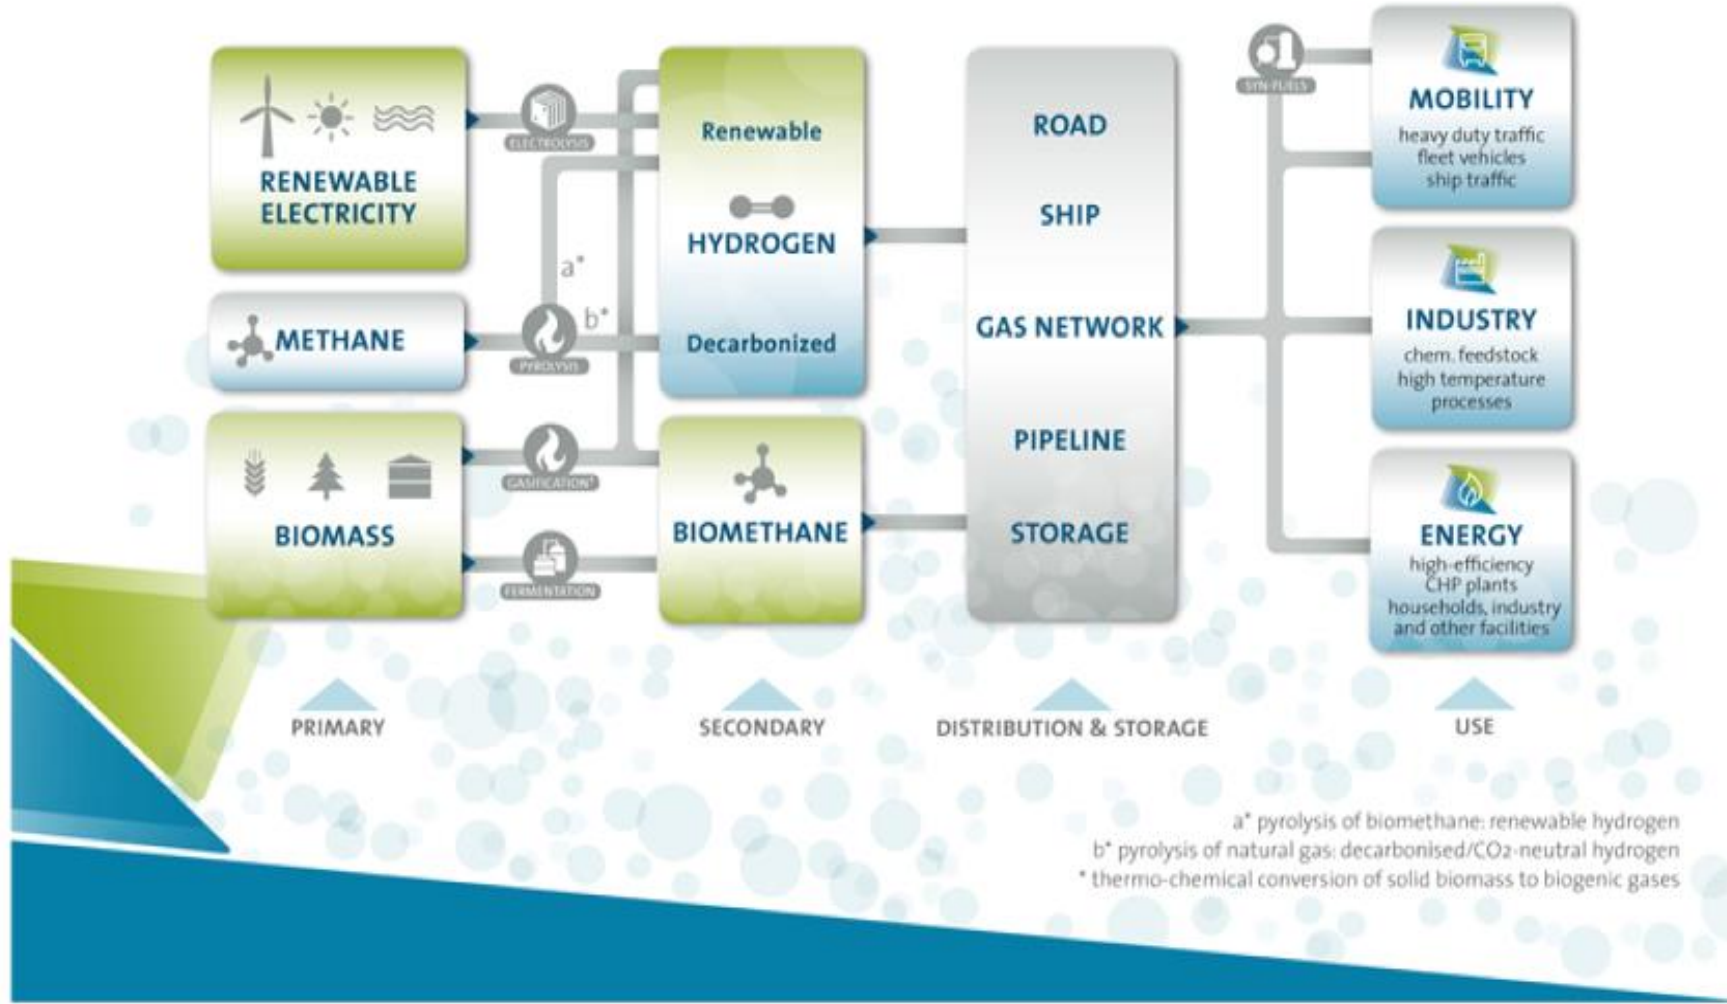 RENEWABLE
ELECTRICITY
METHANE
BIOMASS
ELECTROLYSIS
a*
b*
PYROLYSIS
GASIFICATION*
FERMENTATION
Renewable
HYDROGEN
Decarbonized
BIOMETHANE
ROAD
SHIP
GAS NETWORK
PIPELINE
STORAGE
SYN-FUELS
MOBILITY
heavy duty traffic
fleet vehicles
ship traffic
INDUSTRY
chem. feedstock
high temperature
processes
ENERGY
high-efficiency
CHP plants
households, industry
and other facilities
PRIMARY
SECONDARY
DISTRIBUTION & STORAGE
USE
a* pyrolysis of biomethane: renewable hydrogen
b* pyrolysis of natural gas: decarbonised/CO2-neutral hydrogen
* thermo-chemical conversion of solid biomass to biogenic gases